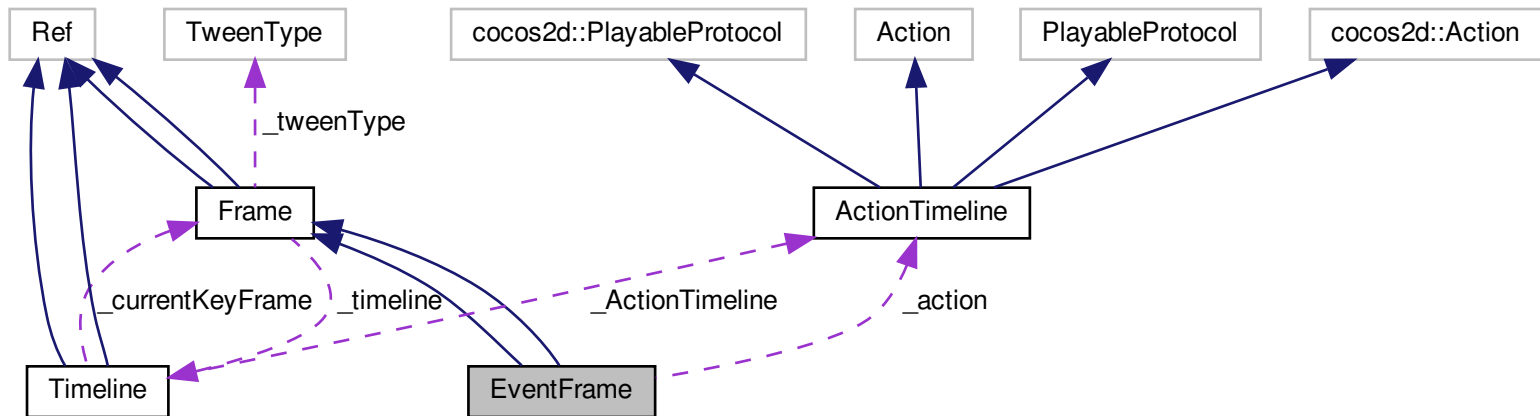 Ref
TweenType
cocos2d::PlayableProtocol
Action
PlayableProtocol
cocos2d::Action
_tweenType
Frame
ActionTimeline
_currentKeyFrame
_timeline
_ActionTimeline
_action
Timeline
EventFrame